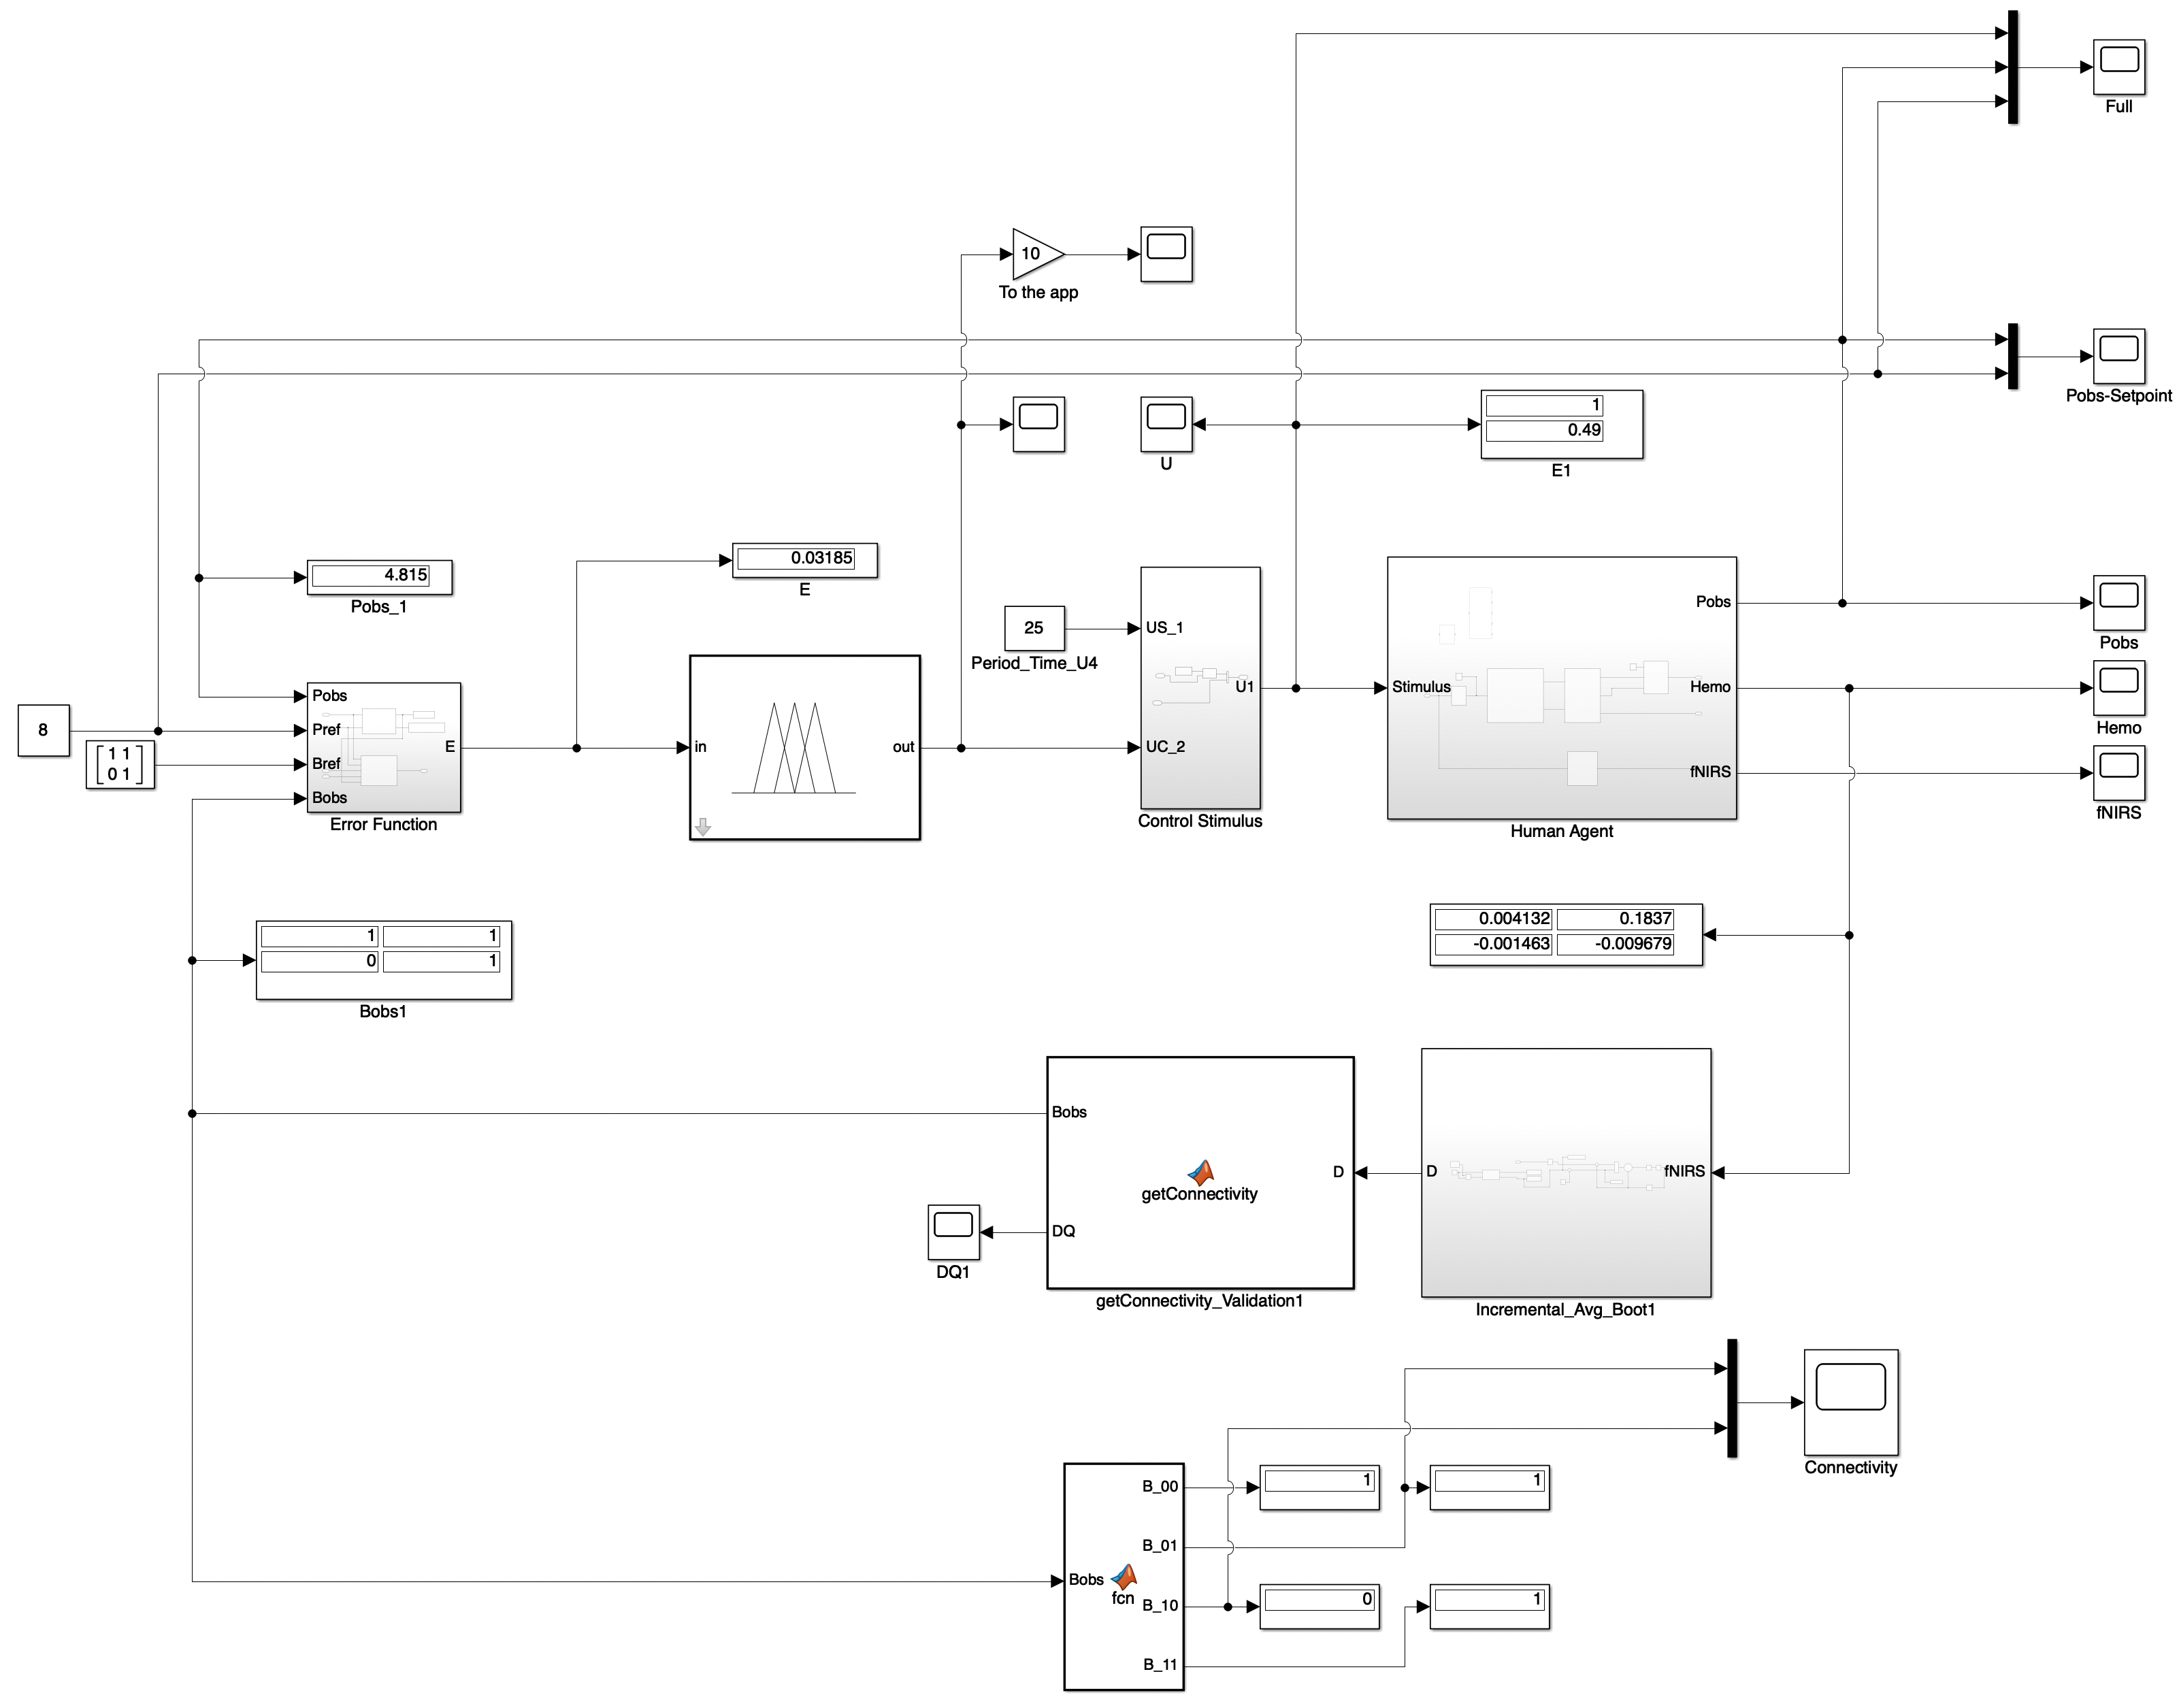 Full
10
To the app
Pobs-Setpoint
1
0.49
U
E1
0.03185
E
4.815
Pobs_1
25
Period_Time_U4
US_1
UC_2
U1
Control Stimulus
Stimulus
Pobs
Hemo
fNIRS
Human Agent
Pobs
Hemo
fNIRS
8
1 1
0 1
Pobs
Pref
Bref
Bobs
E
Error Function
in
out
1 1
0 1
Bobs1
0.004132 0.1837
-0.001463 -0.009679
Bobs
DQ
D
getConnectivity
getConnectivity_Validation1
DQ1
D
fNIRS
Incremental_Avg_Boot1
Connectivity
Bobs
fcn
B_00
B_01
B_10
B_11
1
1
0
1